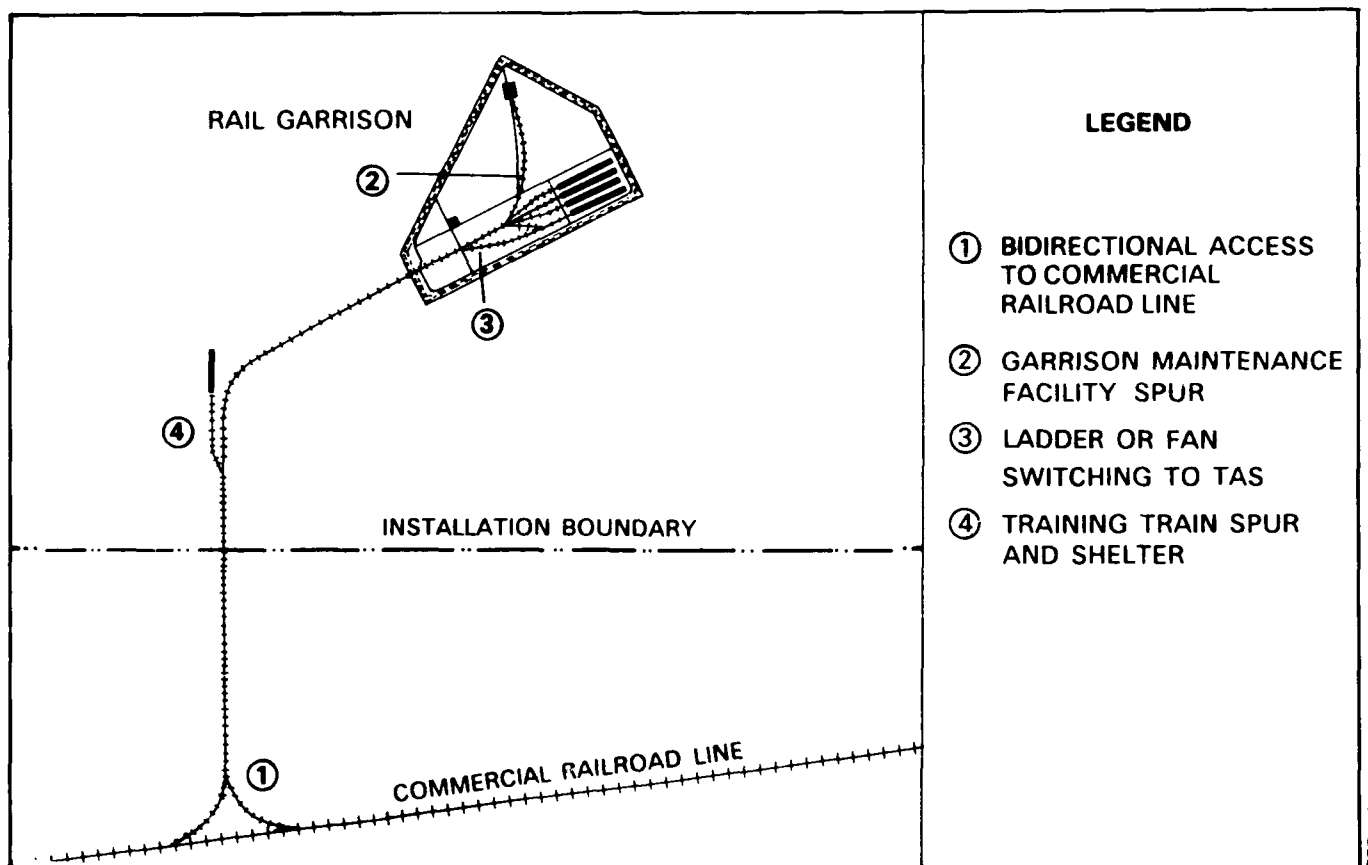 RAIL GARRISON
②
③
④
INSTALLATION BOUNDARY
①
COMMERCIAL RAILROAD LINE
LEGEND
① BIDIRECTIONAL ACCESS
TO COMMERCIAL
RAILROAD LINE
② GARRISON MAINTENANCE
FACILITY SPUR
③ LADDER OR FAN
SWITCHING TO TAS
④ TRAINING TRAIN SPUR
AND SHELTER